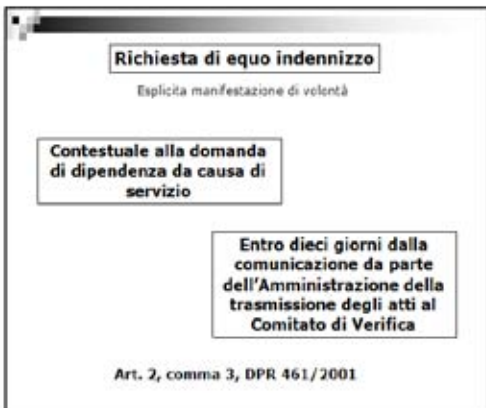 Richiesta di equo indennizzo
Esplicita manifestazione di volontà
Contestuale alla domanda
di dipendenza da causa di
servizio
Entro dieci giorni dalla
comunicazione da parte
dell'Amministrazione della
trasmissione degli atti al
Comitato di Verifica
Art. 2, comma 3, DPR 461/2001